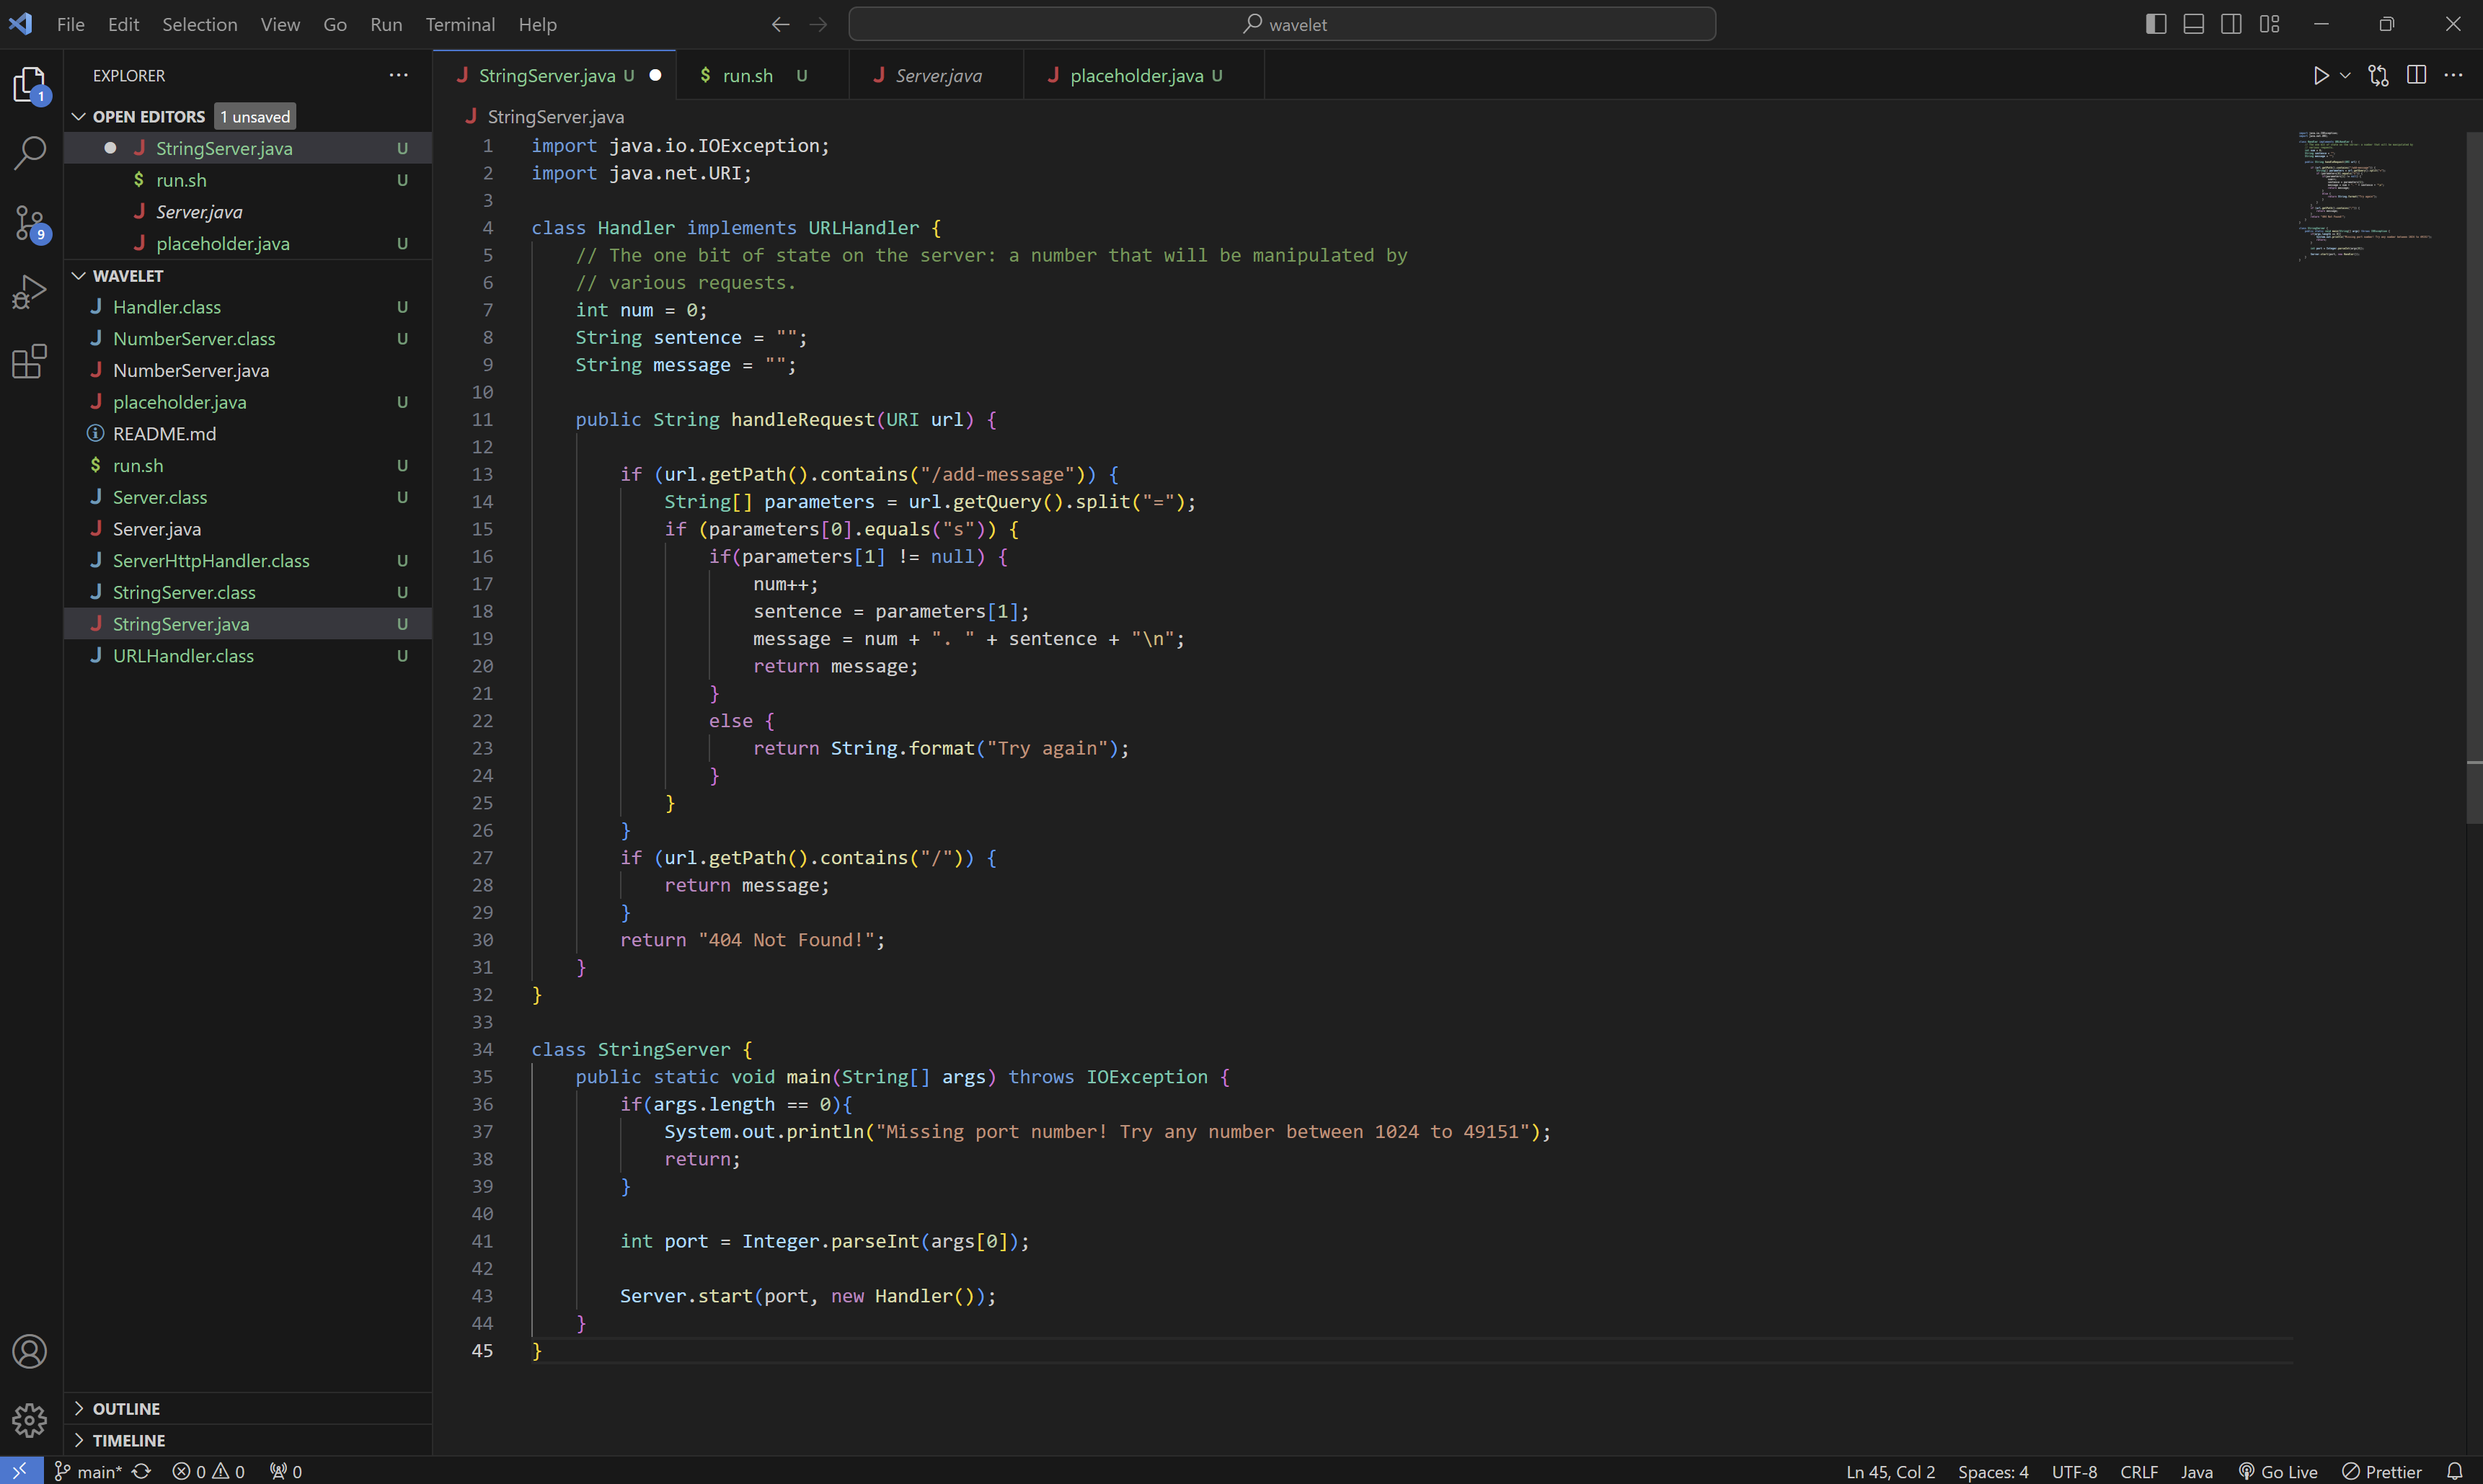 File Edit Selection View Go Run Terminal Help
wavelet
EXPLORER
OPEN EDITORS 1 unsaved
StringServer.java U
run.sh U
Server.java
placeholder.java U
WAVELET
Handler.class U
NumberServer.class U
NumberServer.java
placeholder.java U
README.md
run.sh U
Server.class U
Server.java
ServerHttpHandler.class U
StringServer.class U
StringServer.java U
URLHandler.class U
OUTLINE
TIMELINE
1
9
StringServer.java U run.sh U Server.java placeholder.java U
StringServer.java
1 import java.io.IOException;
2 import java.net.URI;
3
4 class Handler implements URLHandler {
5 // The one bit of state on the server: a number that will be manipulated by
6 // various requests.
7 int num = 0;
8 String sentence = "";
9 String message = "";
10
11 public String handleRequest(URI url) {
12
13 if (url.getPath().contains("/add-message")) {
14 String[] parameters = url.getQuery().split("=");
15 if (parameters[0].equals("s")) {
16 if(parameters[1] != null) {
17 num++;
18 sentence = parameters[1];
19 message = num + ". " + sentence + "\n";
20 return message;
21 }
22 else {
23 return String.format("Try again");
24 }
25 }
26 }
27 if (url.getPath().contains("/")) {
28 return message;
29 }
30 return "404 Not Found!";
31 }
32 }
33
34 class StringServer {
35 public static void main(String[] args) throws IOException {
36 if(args.length == 0){
37 System.out.println("Missing port number! Try any number between 1024 to 49151");
38 return;
39 }
40
41 int port = Integer.parseInt(args[0]);
42
43 Server.start(port, new Handler());
44 }
45 }
main* 0 0 0 Ln 45, Col 2 Spaces: 4 UTF-8 CRLF Java Go Live Prettier